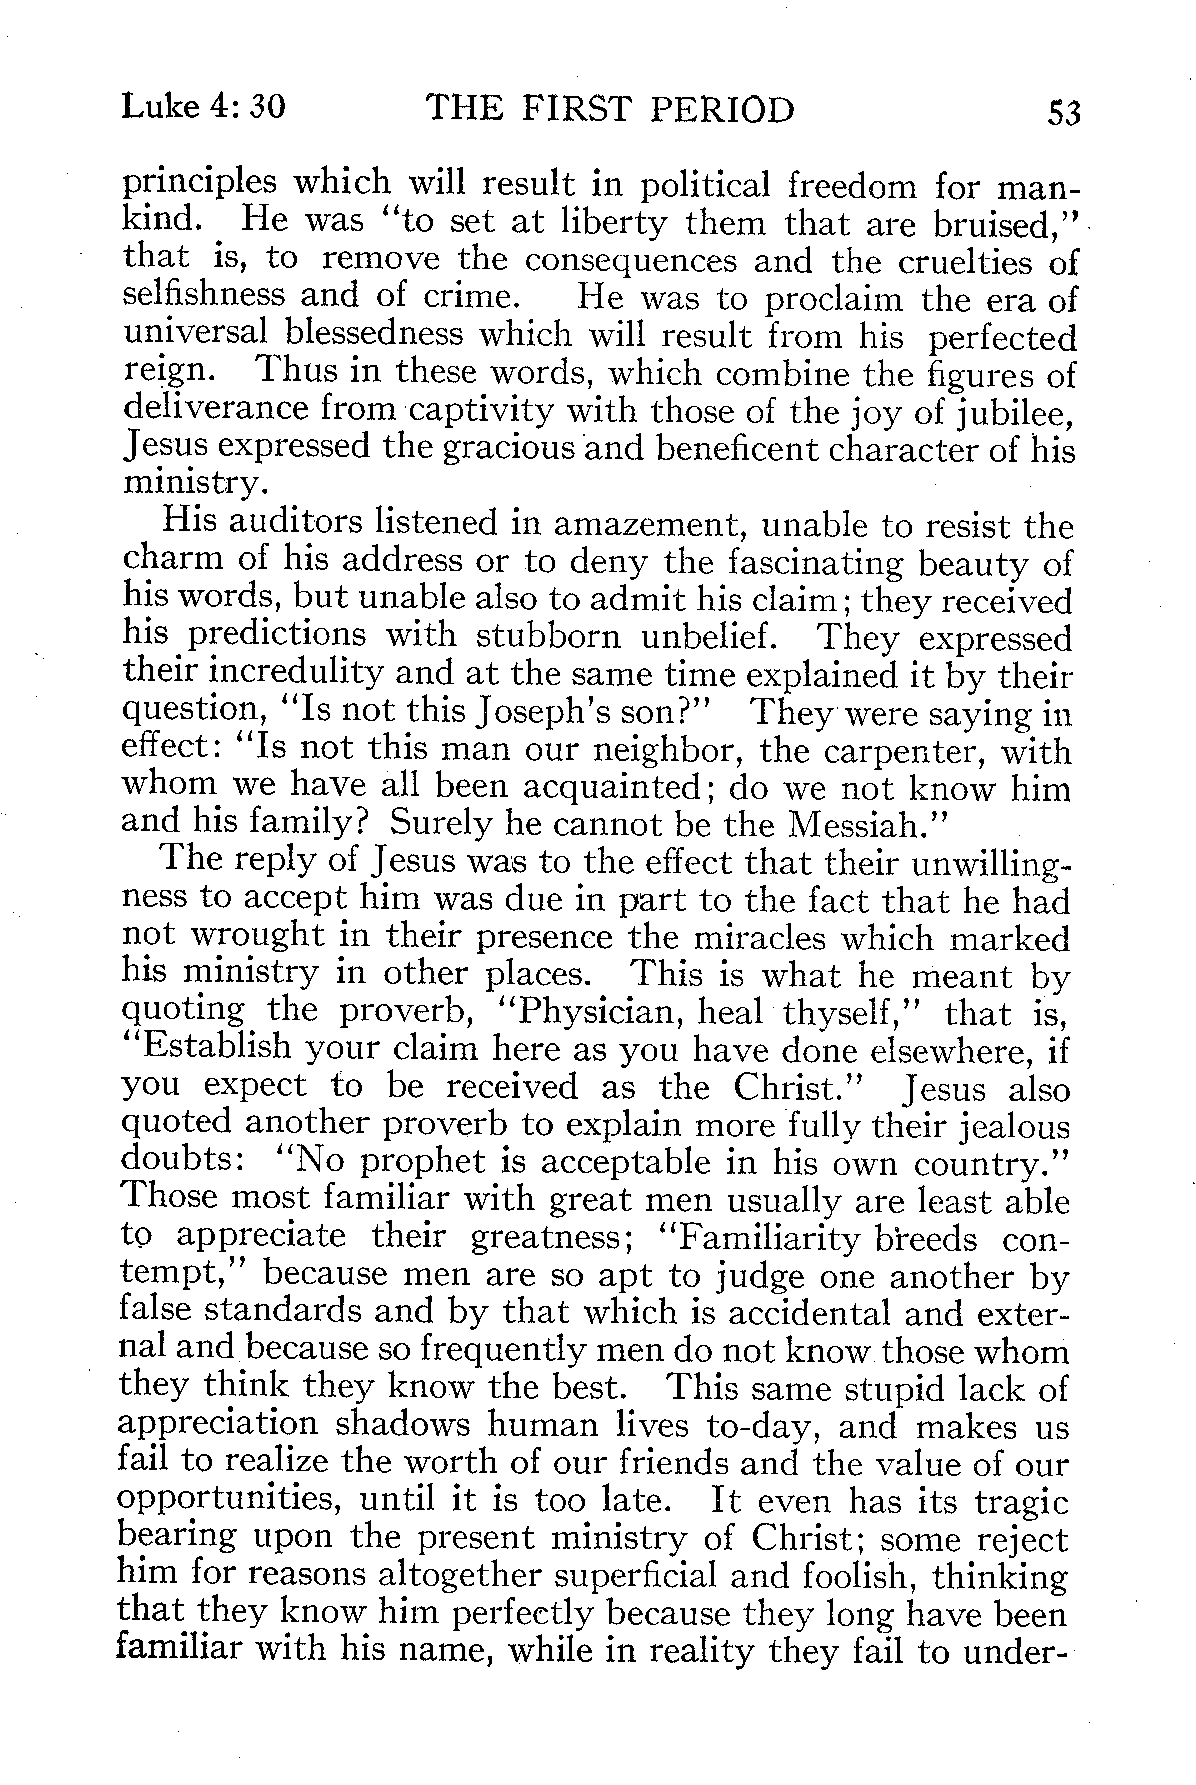 Luke 4: 30 THE FIRST PERIOD 53
principles which will result in political freedom for man-
kind. He was "to set at liberty them that are bruised,"
that is, to remove the consequences and the cruelties of
selfishness and of crime. He was to proclaim the era of
universal blessedness which will result from his perfected
reign. Thus in these words, which combine the figures of
deliverance from captivity with those of the joy of jubilee,
Jesus expressed the gracious and beneficent character of his
ministry.
His auditors listened in amazement, unable to resist the
charm of his address or to deny the fascinating beauty of
his words, but unable also to admit his claim; they received
his predictions with stubborn unbelief. They expressed
their incredulity and at the same time explained it by their
question, "Is not this Joseph's son?" They were saying in
effect: "Is not this man our neighbor, the carpenter, with
whom we have all been acquainted; do we not know him
and his family? Surely he cannot be the Messiah."
The reply of Jesus was to the effect that their unwilling-
ness to accept him was due in part to the fact that he had
not wrought in their presence the miracles which marked
his ministry in other places. This is what he meant by
quoting the proverb, "Physician, heal thyself," that is,
"Establish your claim here as you have done elsewhere, if
you expect to be received as the Christ." Jesus also
quoted another proverb to explain more fully their jealous
doubts: "No prophet is acceptable in his own country."
Those most familiar with great men usually are least able
to appreciate their greatness; "Familiarity breeds con-
tempt," because men are so apt to judge one another by
false standards and by that which is accidental and exter-
nal and because so frequently men do not know those whom
they think they know the best. This same stupid lack of
appreciation shadows human lives to-day, and makes us
fail to realize the worth of our friends and the value of our
opportunities, until it is too late. It even has its tragic
bearing upon the present ministry of Christ; some reject
him for reasons altogether superficial and foolish, thinking
that they know him perfectly because they long have been
familiar with his name, while in reality they fail to under-